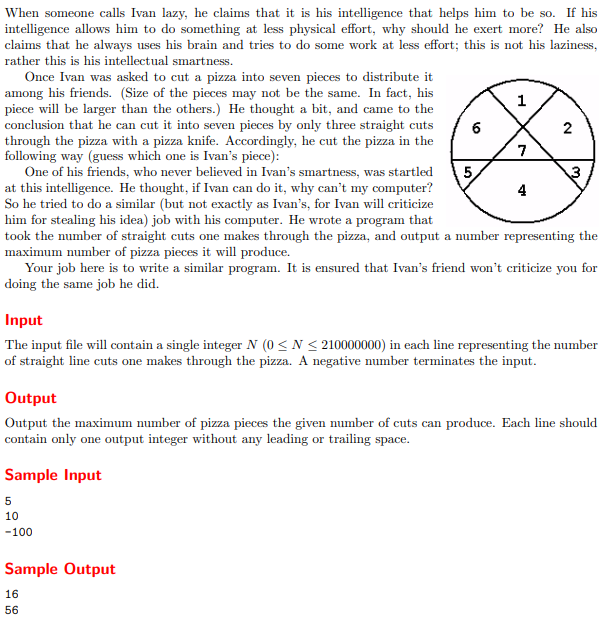 When someone calls Ivan lazy, he claims that it is his intelligence that helps him to be so. If his
intelligence allows him to do something at less physical effort, why should he exert more? He also
claims that he always uses his brain and tries to do some work at less effort; this is not his laziness,
rather this is his intellectual smartness.
Once Ivan was asked to cut a pizza into seven pieces to distribute it
among his friends. (Size of the pieces may not be the same. In fact, his
piece will be larger than the others.) He thought a bit, and came to the
conclusion that he can cut it into seven pieces by only three straight cuts
through the pizza with a pizza knife. Accordingly, he cut the pizza in the
following way (guess which one is Ivan's piece):
One of his friends, who never believed in Ivan's smartness, was startled
at this intelligence. He thought, if Ivan can do it, why can't my computer?
So he tried to do a similar (but not exactly as Ivan's, for Ivan will criticize
him for stealing his idea) job with his computer. He wrote a program that
took the number of straight cuts one makes through the pizza, and output a number representing the
maximum number of pizza pieces it will produce.
1
6
2
7
5
3
4
Your job here is to write a similar program. It is ensured that Ivan's friend won't criticize you for
doing the same job he did.
Input
The input file will contain a single integer N (0 ≤ N ≤ 210000000) in each line representing the number
of straight line cuts one makes through the pizza. A negative number terminates the input.
Output
Output the maximum number of pizza pieces the given number of cuts can produce. Each line should
contain only one output integer without any leading or trailing space.
Sample Input
5
10
-100
Sample Output
16
56